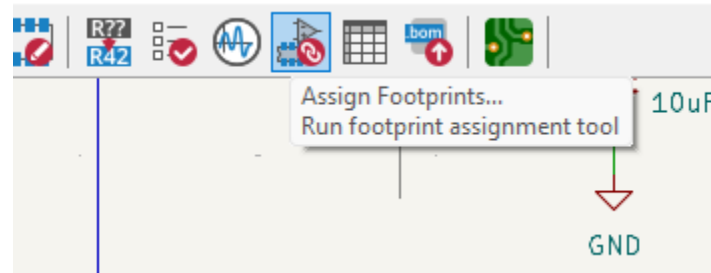 R??
R42
.bom
Assign Footprints...
Run footprint assignment tool
10uF
GND